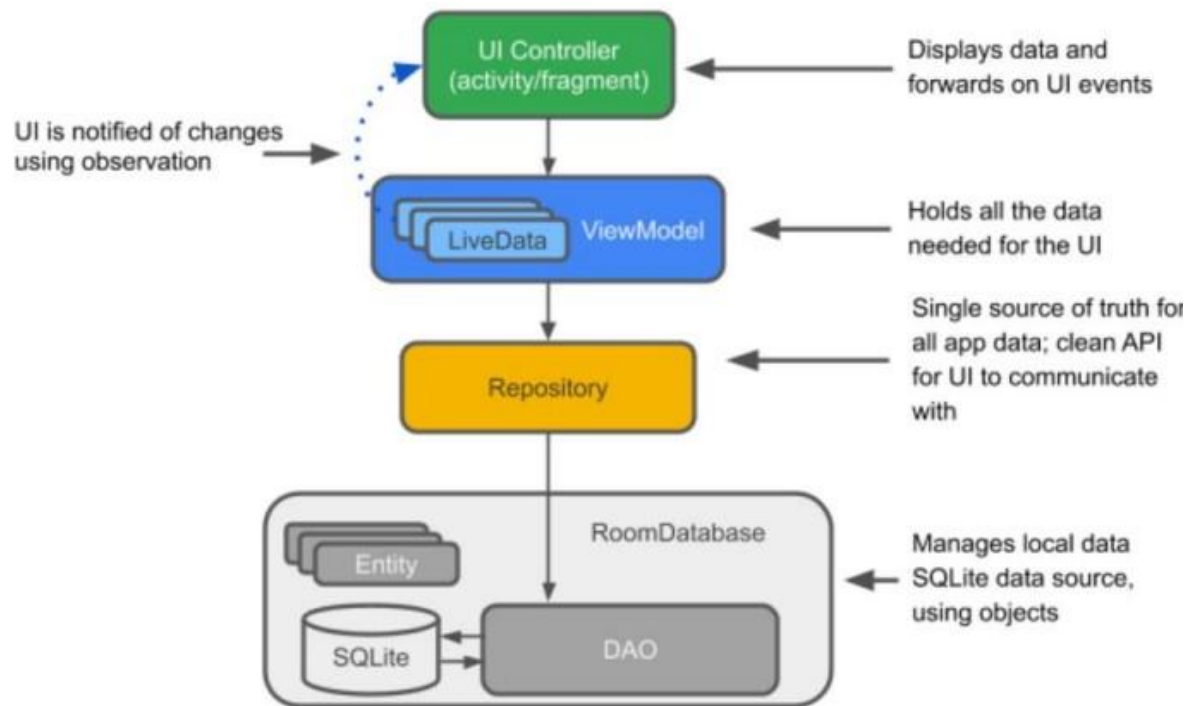 UI Controller
(activity/fragment)
Displays data and
forwards on UI events
UI is notified of changes
using observation
LiveData
ViewModel
Holds all the data
needed for the UI
Single source of truth for
all app data; clean API
for UI to communicate
with
Repository
RoomDatabase
Entity
SQLite
DAO
Manages local data
SQLite data source,
using objects